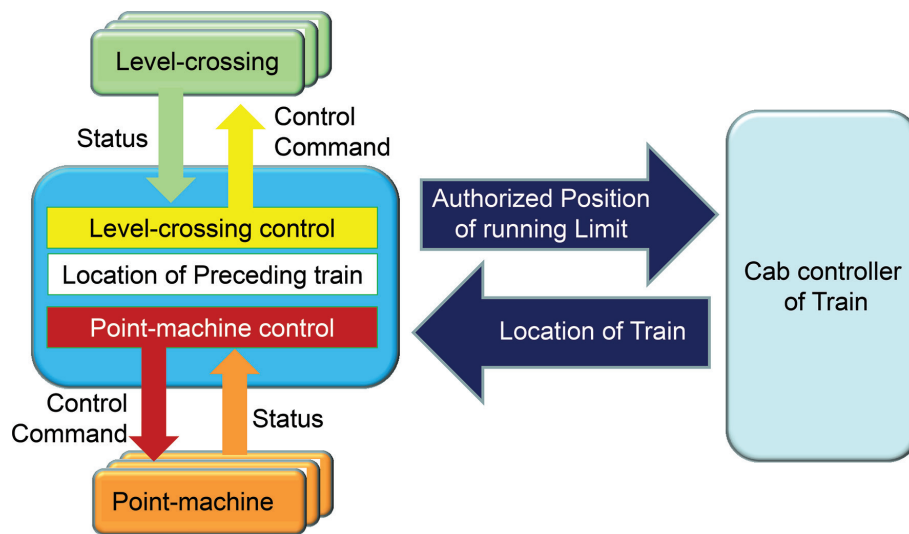 Level-crossing
Status
Control
Command
Level-crossing control
Location of Preceding train
Point-machine control
Control
Command
Status
Point-machine
Authorized Position
of running Limit
Location of Train
Cab controller
of Train